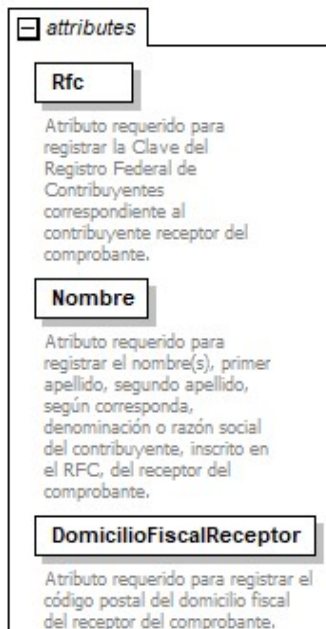 attributes
Rfc
Atributo requerido para
registrar la Clave del
Registro Federal de
Contribuyentes
correspondiente al
contribuyente receptor del
comprobante.
Nombre
Atributo requerido para
registrar el nombre(s), primer
apellido, segundo apellido,
según corresponda,
denominación o razón social
del contribuyente, inscrito en
el RFC, del receptor del
comprobante.
DomicilioFiscalReceptor
Atributo requerido para registrar el
código postal del domicilio fiscal
del receptor del comprobante.